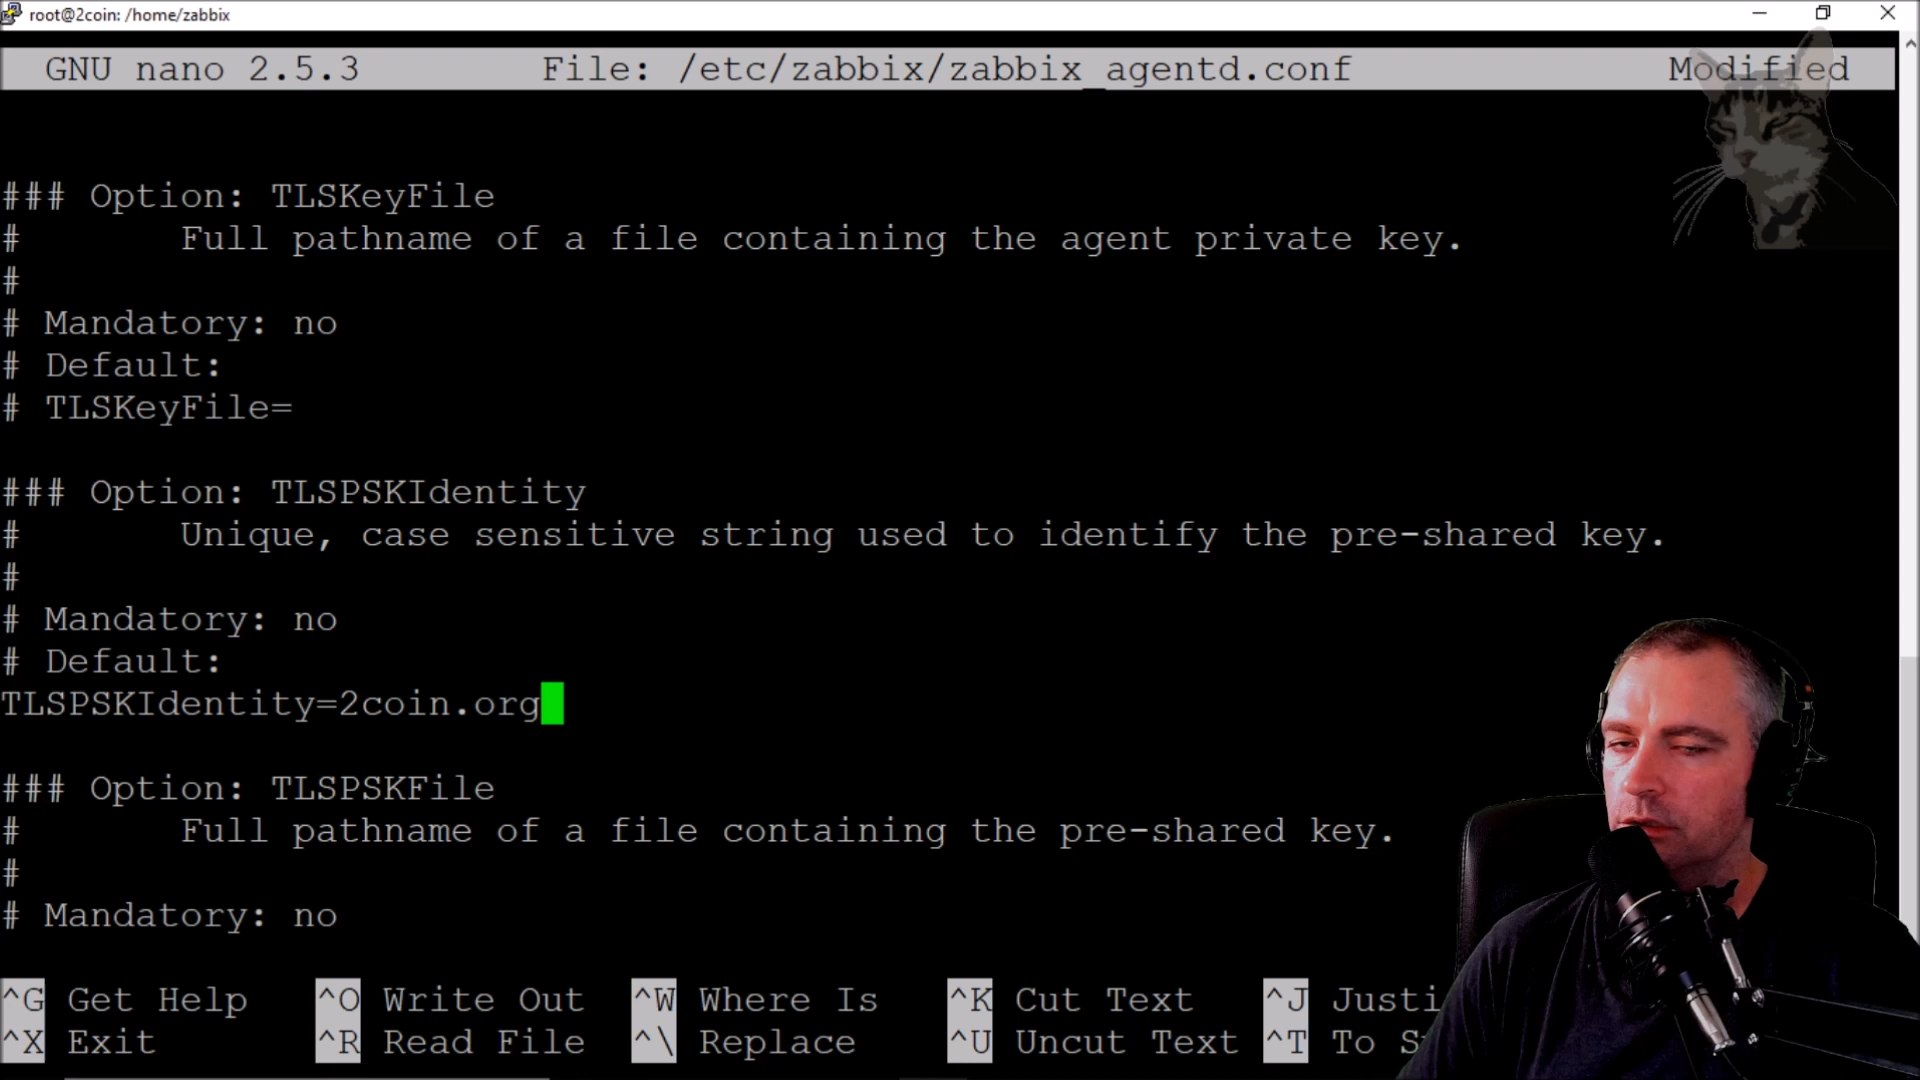 root@2coin: /home/zabbix
GNU nano 2.5.3 File: /etc/zabbix/zabbix_agentd.conf Modified
### Option: TLSKeyFile
# Full pathname of a file containing the agent private key.
#
# Mandatory: no
# Default:
# TLSKeyFile=
### Option: TLSPSKIdentity
# Unique, case sensitive string used to identify the pre-shared key.
#
# Mandatory: no
# Default:
TLSPSKIdentity=2coin.org
### Option: TLSPSKFile
# Full pathname of a file containing the pre-shared key.
#
# Mandatory: no
^G Get Help ^O Write Out ^W Where Is ^K Cut Text ^J Justi
^X Exit ^R Read File ^\ Replace ^U Uncut Text ^T To S